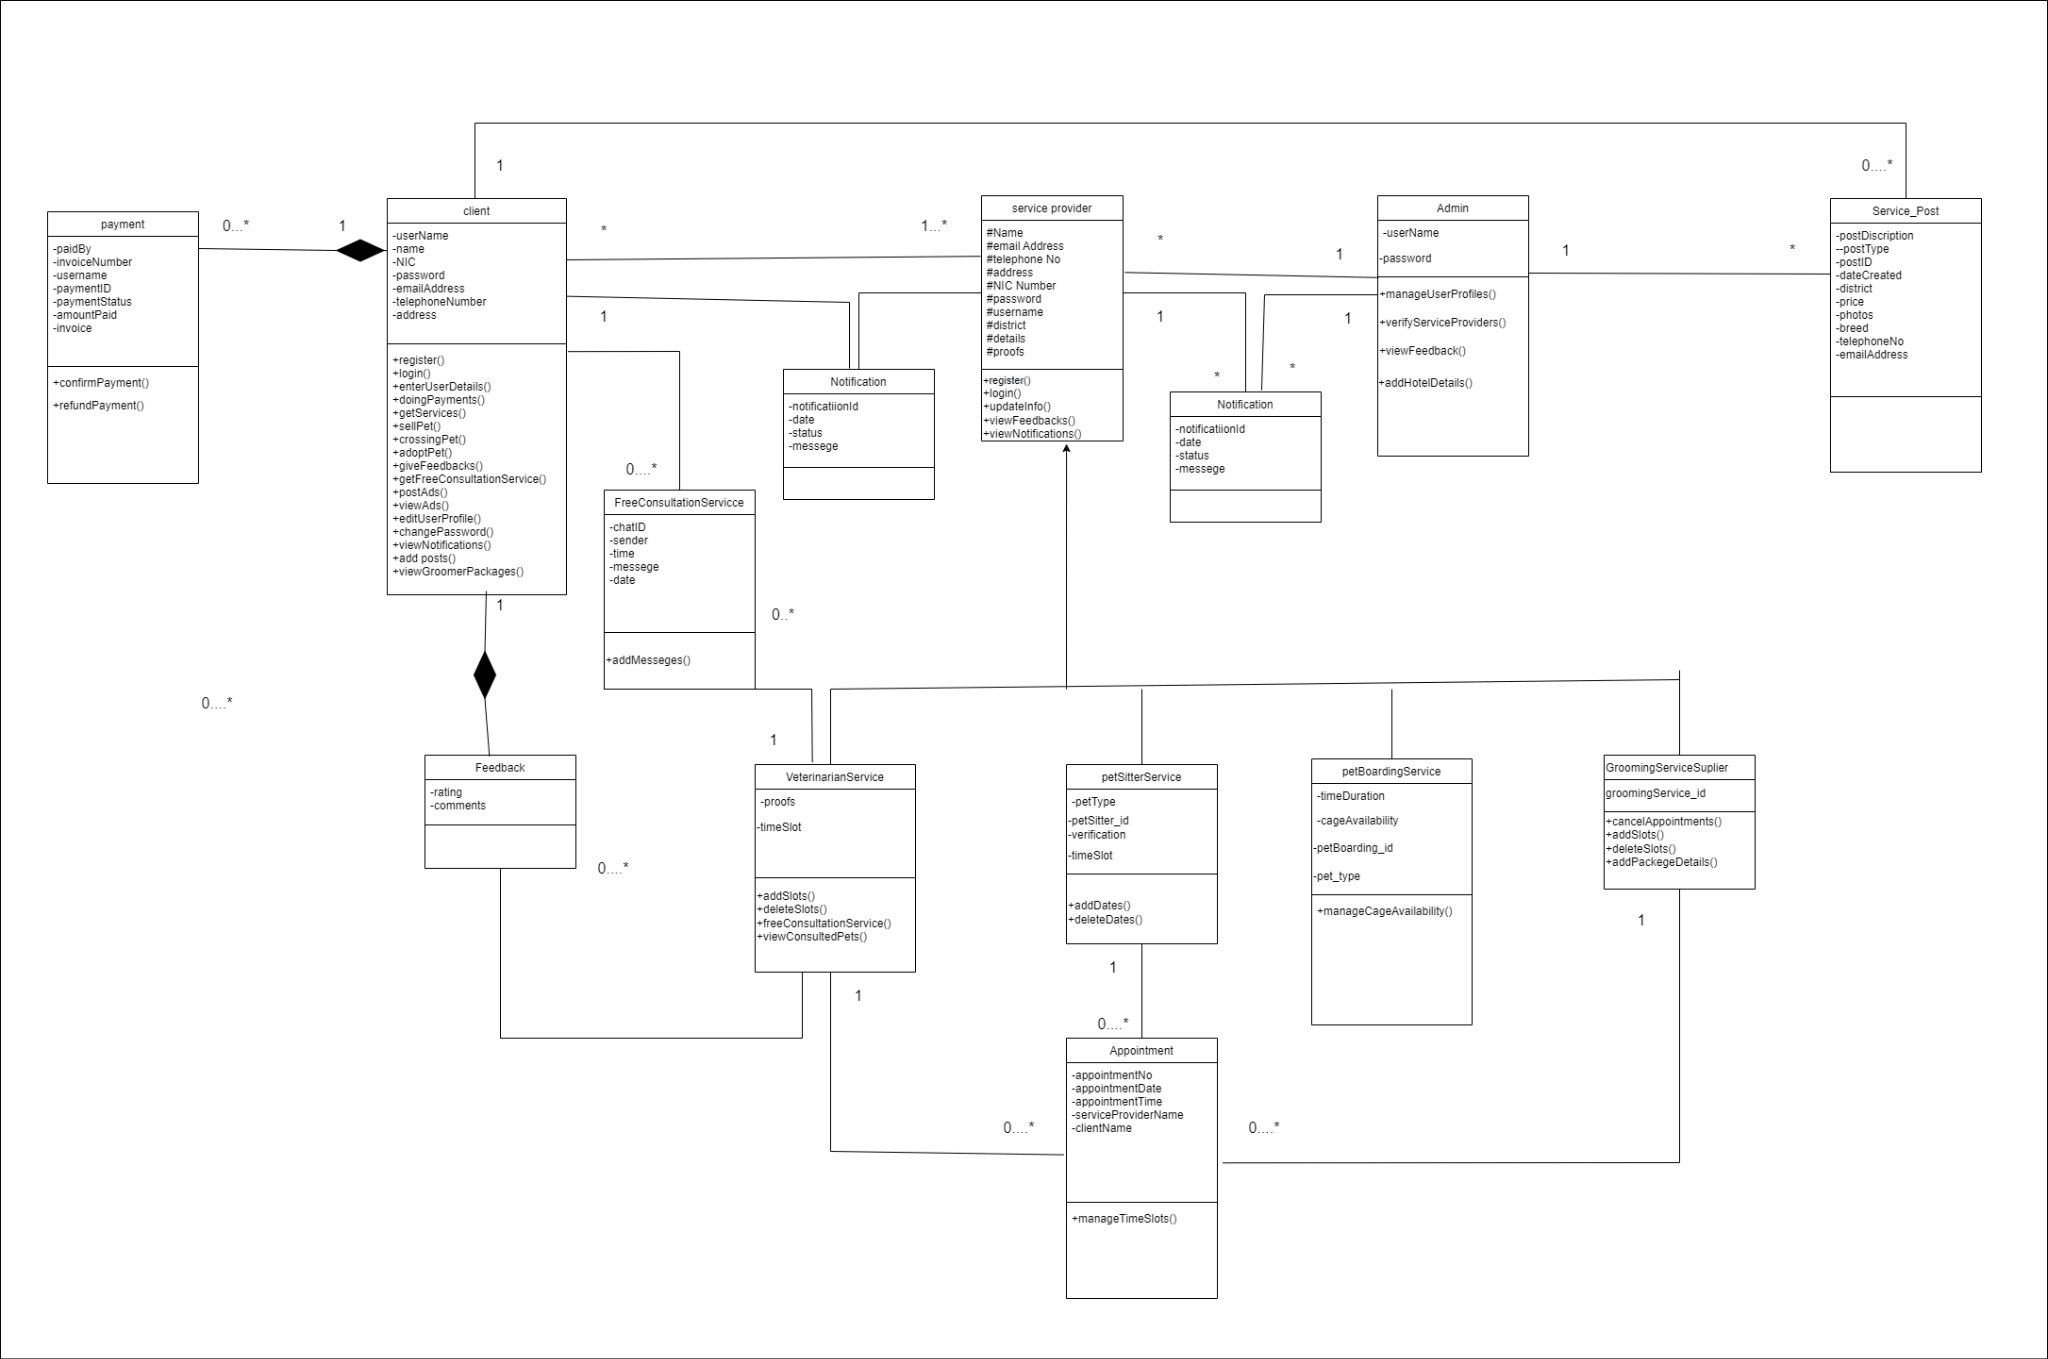 1
0....*
payment
-paidBy
-invoiceNumber
-username
-paymentID
-paymentStatus
-amountPaid
-invoice
+confirmPayment()
+refundPayment()
0...*
1
client
-userName
-name
-NIC
-password
-emailAddress
-telephoneNumber
-address
+register()
+login()
+enterUserDetails()
+doingPayments()
+getServices()
+sellPet()
+crossingPet()
+adoptPet()
+giveFeedbacks()
+getFreeConsultationService()
+postAds()
+viewAds()
+editUserProfile()
+changePassword()
+viewNotifications()
+add posts()
+viewGroomerPackages()
*
1...*
1
service provider
#Name
#email Address
#telephone No
#address
#NIC Number
#password
#username
#district
#details
#proofs
+register()
+login()
+updateInfo()
+viewFeedbacks()
+viewNotifications()
*
1
1
1
Admin
-userName
-password
+manageUserProfiles()
+verifyServiceProviders()
+viewFeedback()
+addHotelDetails()
1
*
Service_Post
-postDiscription
--postType
-postID
-dateCreated
-district
-price
-photos
-breed
-telephoneNo
-emailAddress
Notification
-notificatiionId
-date
-status
-messege
*
*
Notification
-notificatiionId
-date
-status
-messege
0....*
FreeConsultationServicce
-chatID
-sender
-time
-messege
-date
+addMesseges()
0..*
1
1
0....*
Feedback
-rating
-comments
0....*
VeterinarianService
-proofs
-timeSlot
+addSlots()
+deleteSlots()
+freeConsultationService()
+viewConsultedPets()
1
petSitterService
-petType
-petSitter_id
-verification
-timeSlot
+addDates()
+deleteDates()
1
0....*
petBoardingService
-timeDuration
-cageAvailability
-petBoarding_id
-pet_type
+manageCageAvailability()
GroomingServiceSuplier
groomingService_id
+cancelAppointments()
+addSlots()
+deleteSlots()
+addPackegeDetails()
1
Appointment
-appointmentNo
-appointmentDate
-appointmentTime
-serviceProviderName
-clientName
+manageTimeSlots()
0....*
0....*